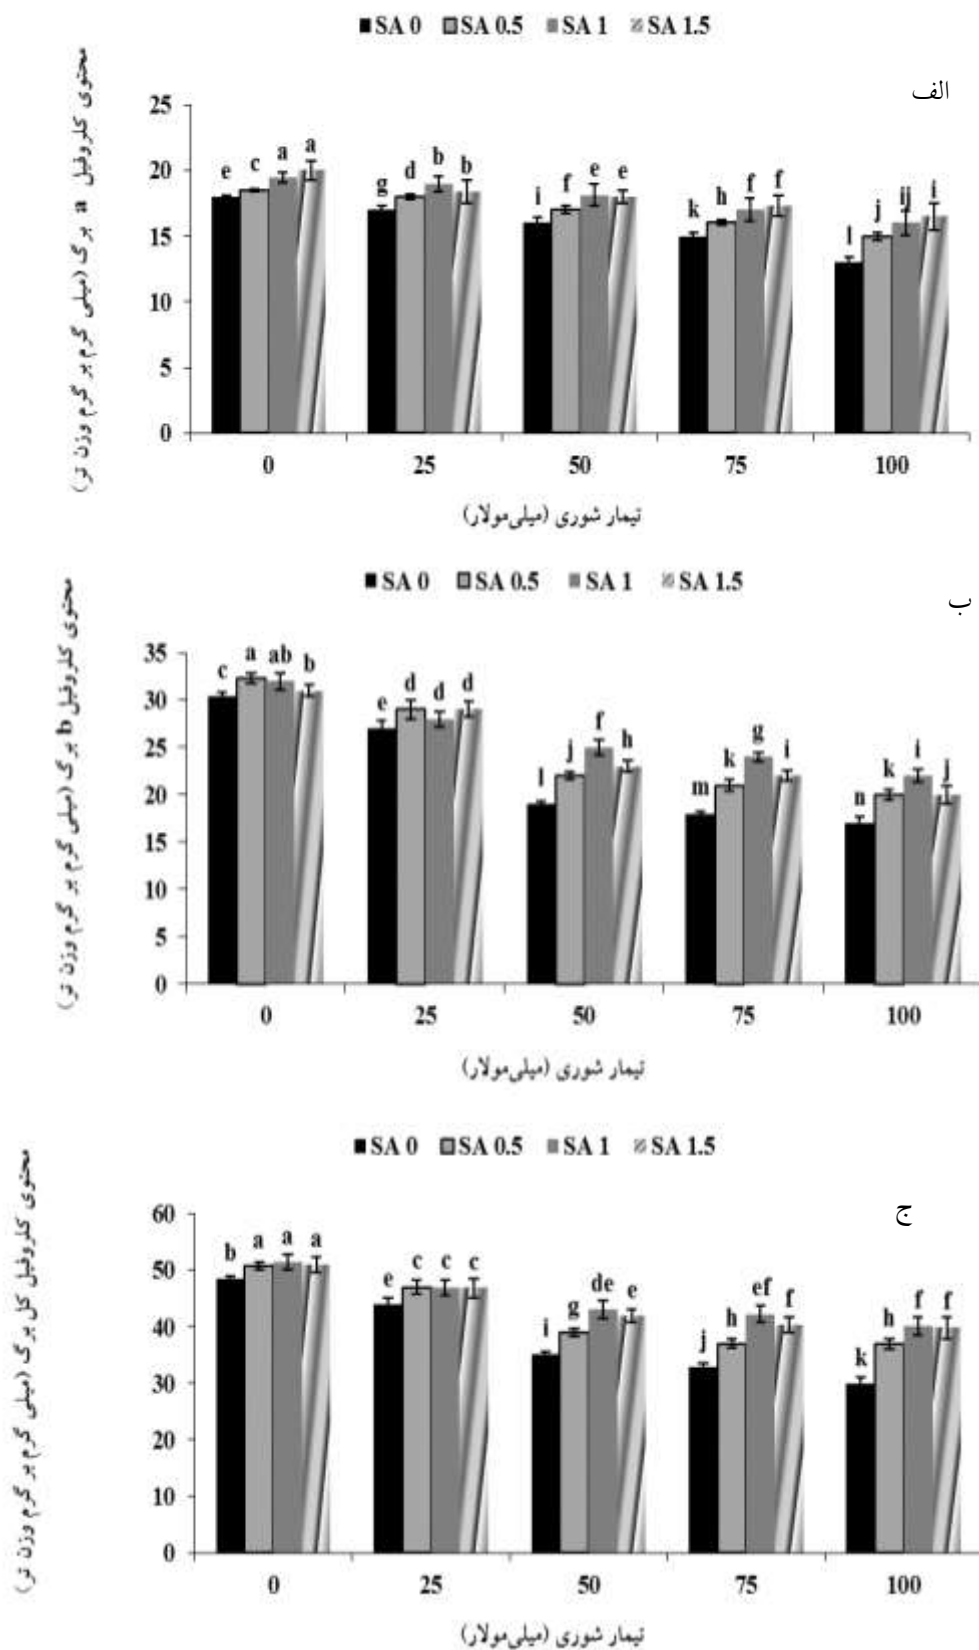 SA 0 SA 0.5 SA 1 SA 1.5
الف
محتوی کلروفیل a برگ (میلی گرم بر گرم وزن تر)
25
20
15
10
5
0
e c a a g d b b i f e e k h f f l j ij i
0 25 50 75 100
تیمار شوری (میلی‌مولار)
SA 0 SA 0.5 SA 1 SA 1.5
ب
محتوی کلروفیل b برگ (میلی گرم بر گرم وزن تر)
35
30
25
20
15
10
5
0
c a ab b e d d d l j f h m k g i n k i j
0 25 50 75 100
تیمار شوری (میلی‌مولار)
SA 0 SA 0.5 SA 1 SA 1.5
ج
محتوی کلروفیل کل برگ (میلی گرم بر گرم وزن تر)
60
50
40
30
20
10
0
b a a a e c c c i g de e j h ef f k h f f
0 25 50 75 100
تیمار شوری (میلی‌مولار)